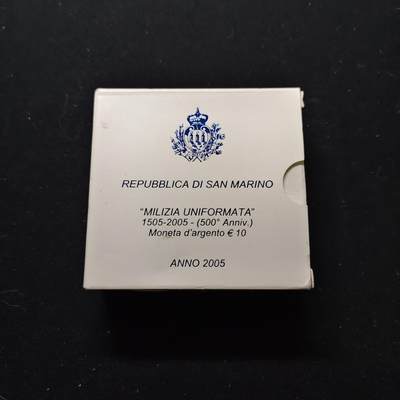 REPUBBLICA DI SAN MARINO
"MILIZIA UNIFORMATA"
1505-2005 - (500° Anniv.)
Moneta d'argento € 10
ANNO 2005